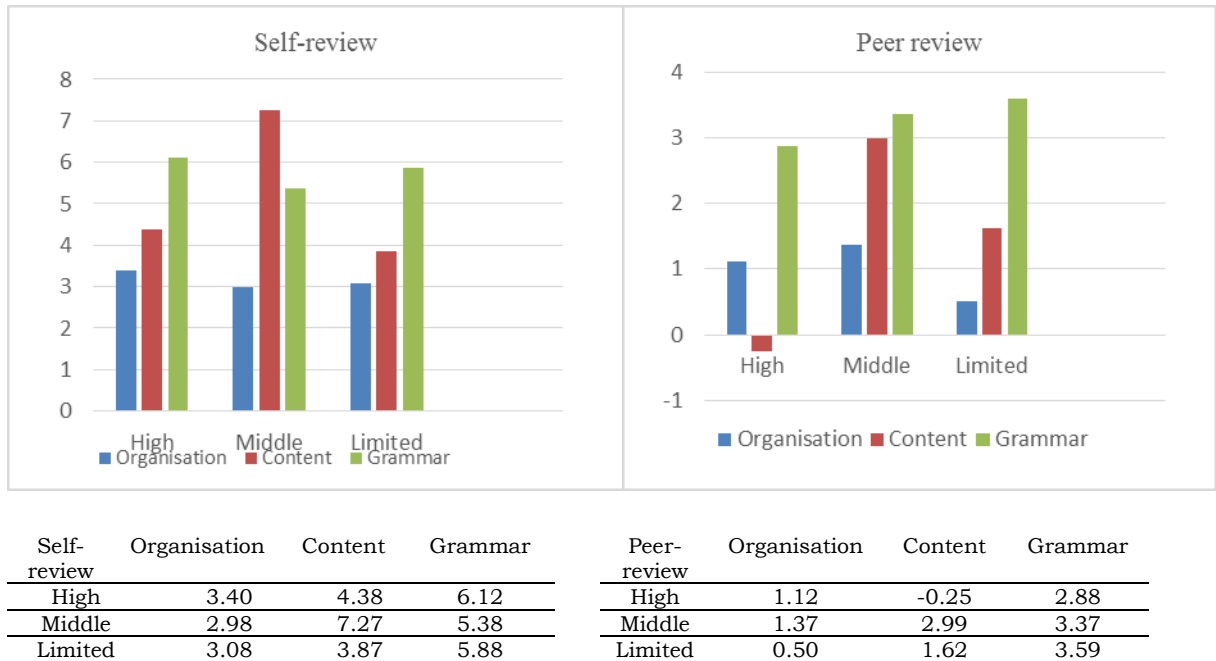 Self-review
8
7
6
5
4
3
2
1
0
High Middle Limited
Organisation Content Grammar
Peer review
4
3
2
1
0
-1
High Middle Limited
Organisation Content Grammar
Self-review Organisation Content Grammar
High 3.40 4.38 6.12
Middle 2.98 7.27 5.38
Limited 3.08 3.87 5.88
Peer-review Organisation Content Grammar
High 1.12 -0.25 2.88
Middle 1.37 2.99 3.37
Limited 0.50 1.62 3.59